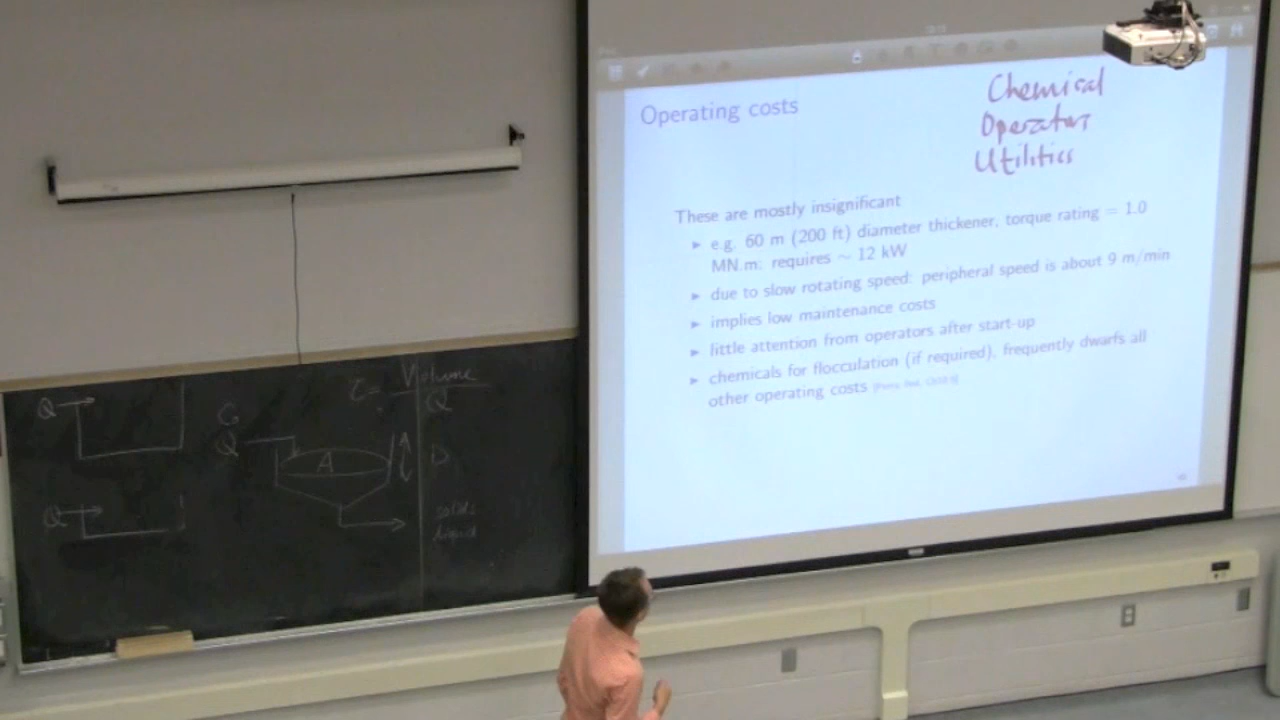 Operating costs
Chemical
Operators
Utilities
These are mostly insignificant
▶ e.g. 60 m (200 ft) diameter thickener; torque rating = 1.0
MN.m: requires ∼ 12 kW
▶ due to slow rotating speed: peripheral speed is about 9 m/min
▶ implies low maintenance costs
▶ little attention from operators after start-up
▶ chemicals for flocculation (if required), frequently dwarfs all
other operating costs
Q
Q
C₀
Q
A
Volume
Q
D
solids
liquid